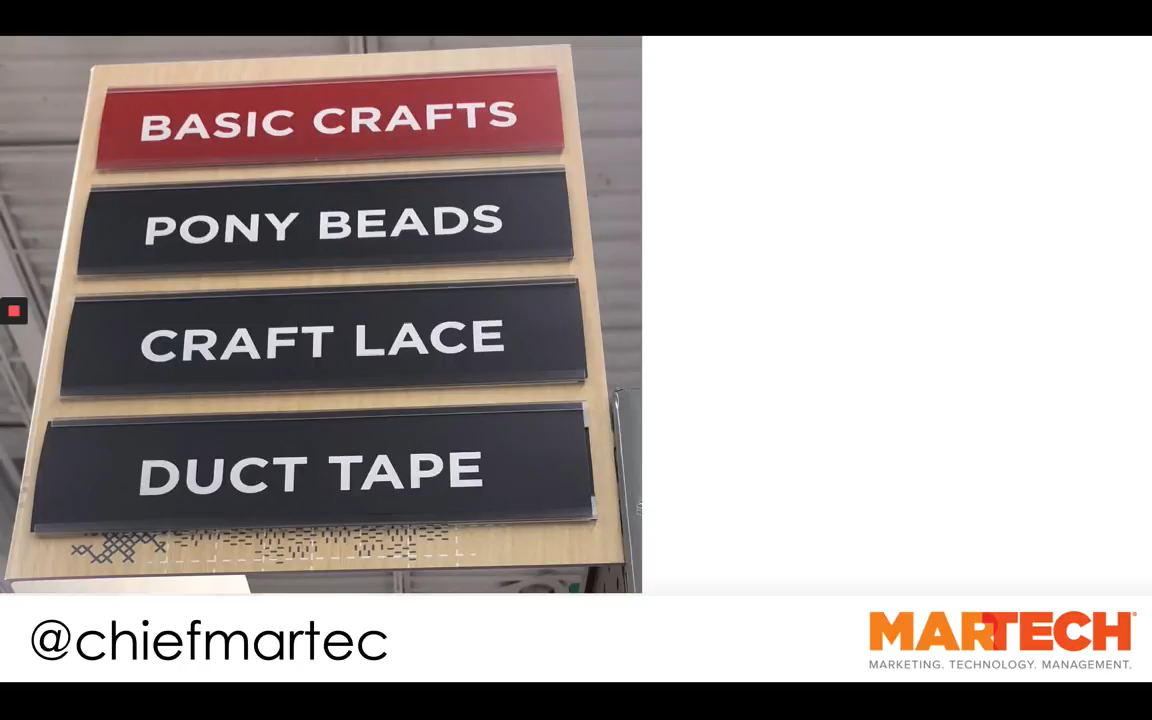 BASIC CRAFTS
PONY BEADS
CRAFT LACE
DUCT TAPE
@chiefmartec
MARTECH®
MARKETING. TECHNOLOGY. MANAGEMENT.